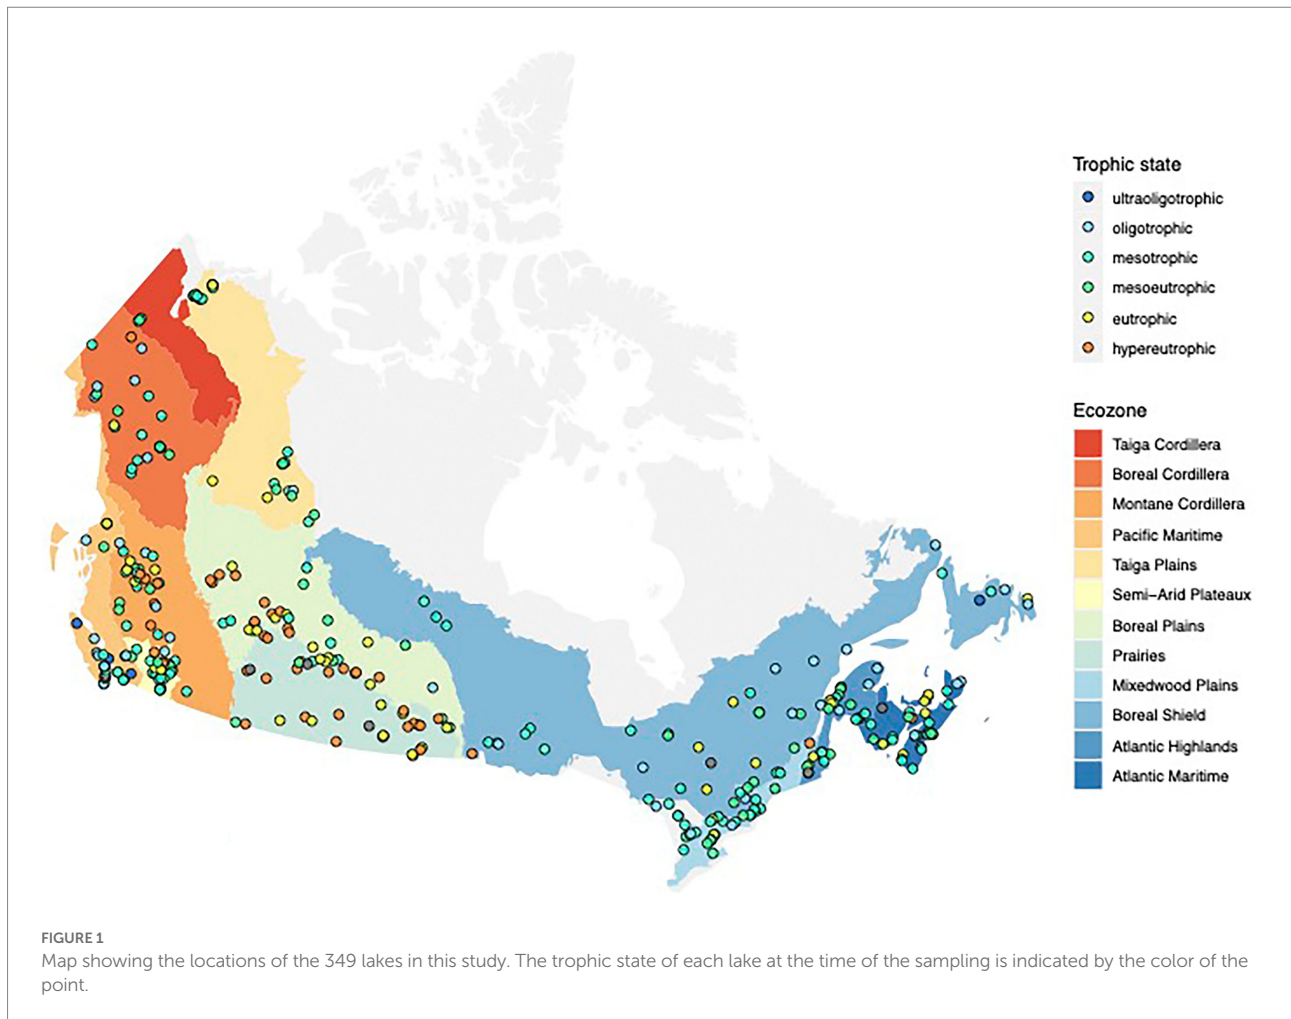 Trophic state
ultraoligotrophic
oligotrophic
mesotrophic
mesoeutrophic
eutrophic
hypereutrophic
Ecozone
Taiga Cordillera
Boreal Cordillera
Montane Cordillera
Pacific Maritime
Taiga Plains
Semi−Arid Plateaux
Boreal Plains
Prairies
Mixedwood Plains
Boreal Shield
Atlantic Highlands
Atlantic Maritime
FIGURE 1
Map showing the locations of the 349 lakes in this study. The trophic state of each lake at the time of the sampling is indicated by the color of the
point.